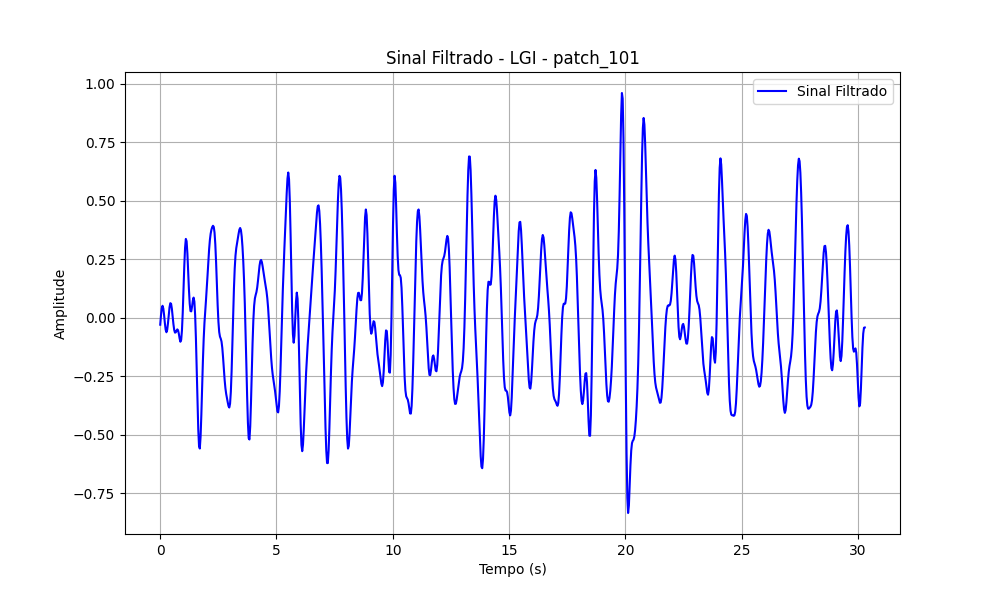 Sinal Filtrado - LGI - patch_101
Sinal Filtrado
1.00
0.75
0.50
0.25
0.00
−0.25
−0.50
−0.75
Amplitude
0 5 10 15 20 25 30
Tempo (s)